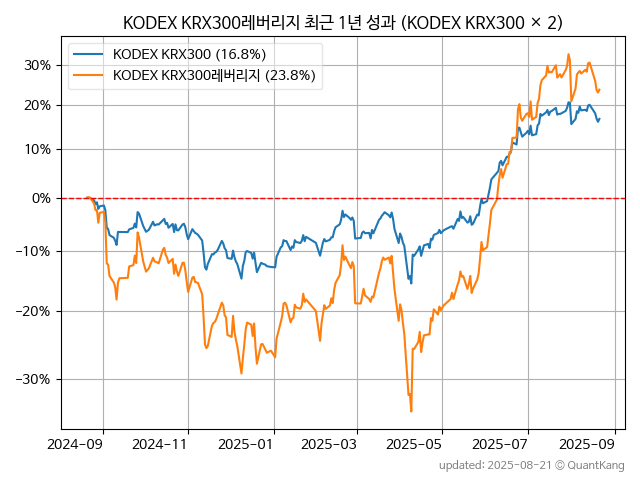 KODEX KRX300레버리지 최근 1년 성과 (KODEX KRX300 × 2)
KODEX KRX300 (16.8%)
KODEX KRX300레버리지 (23.8%)
30%
20%
10%
0%
−10%
−20%
−30%
2024-09 2024-11 2025-01 2025-03 2025-05 2025-07 2025-09
updated: 2025-08-21 © QuantKang